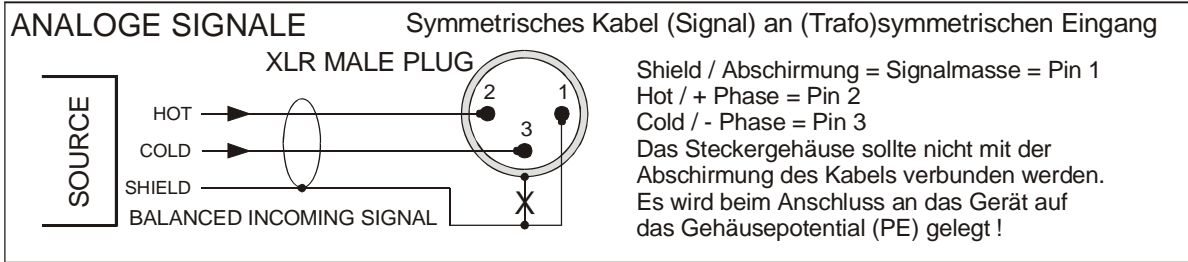 ANALOGE SIGNALE
Symmetrisches Kabel (Signal) an (Trafo)symmetrischen Eingang
XLR MALE PLUG
SOURCE
HOT
COLD
SHIELD
BALANCED INCOMING SIGNAL
2
1
3
X
Shield / Abschirmung = Signalmasse = Pin 1
Hot / + Phase = Pin 2
Cold / - Phase = Pin 3
Das Steckergehäuse sollte nicht mit der
Abschirmung des Kabels verbunden werden.
Es wird beim Anschluss an das Gerät auf
das Gehäusepotential (PE) gelegt !